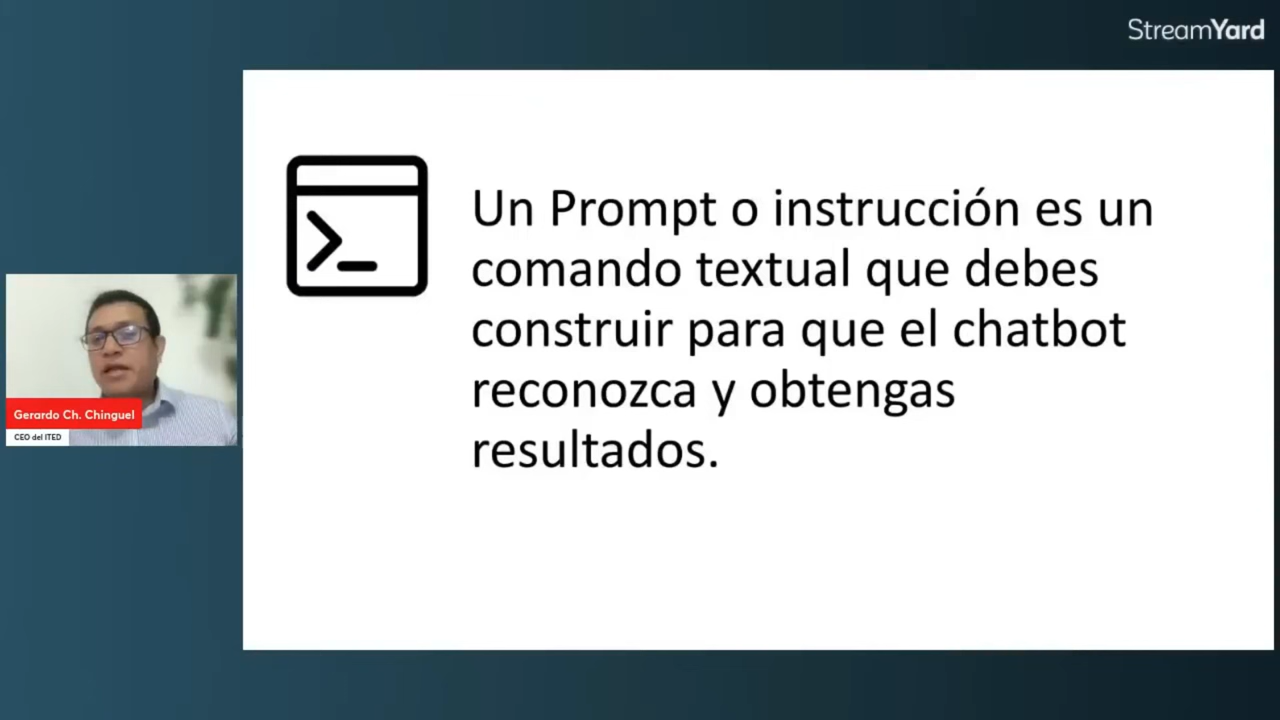 StreamYard
Un Prompt o instrucción es un
comando textual que debes
construir para que el chatbot
reconozca y obtengas
resultados.
Gerardo Ch. Chinguel
CEO del ITED